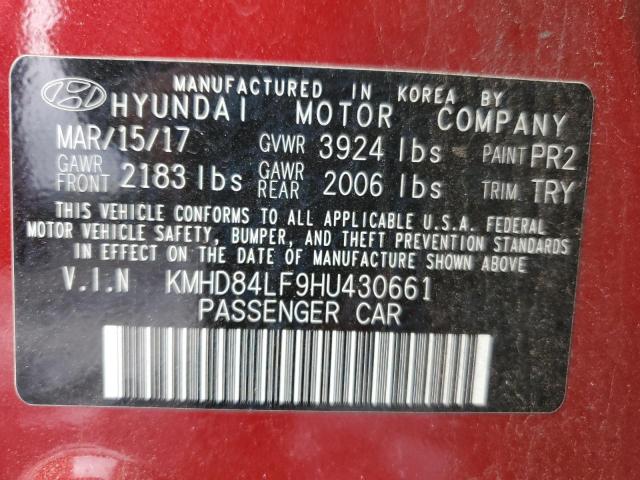 MANUFACTURED IN KOREA BY
HYUNDAI MOTOR COMPANY
MAR/15/17 GVWR 3924 lbs PAINT PR2
GAWR FRONT 2183 lbs GAWR REAR 2006 lbs TRIM TRY
THIS VEHICLE CONFORMS TO ALL APPLICABLE U.S.A. FEDERAL
MOTOR VEHICLE SAFETY, BUMPER, AND THEFT PREVENTION STANDARDS
IN EFFECT ON THE DATE OF MANUFACTURE SHOWN ABOVE
V.I.N KMHD84LF9HU430661
PASSENGER CAR